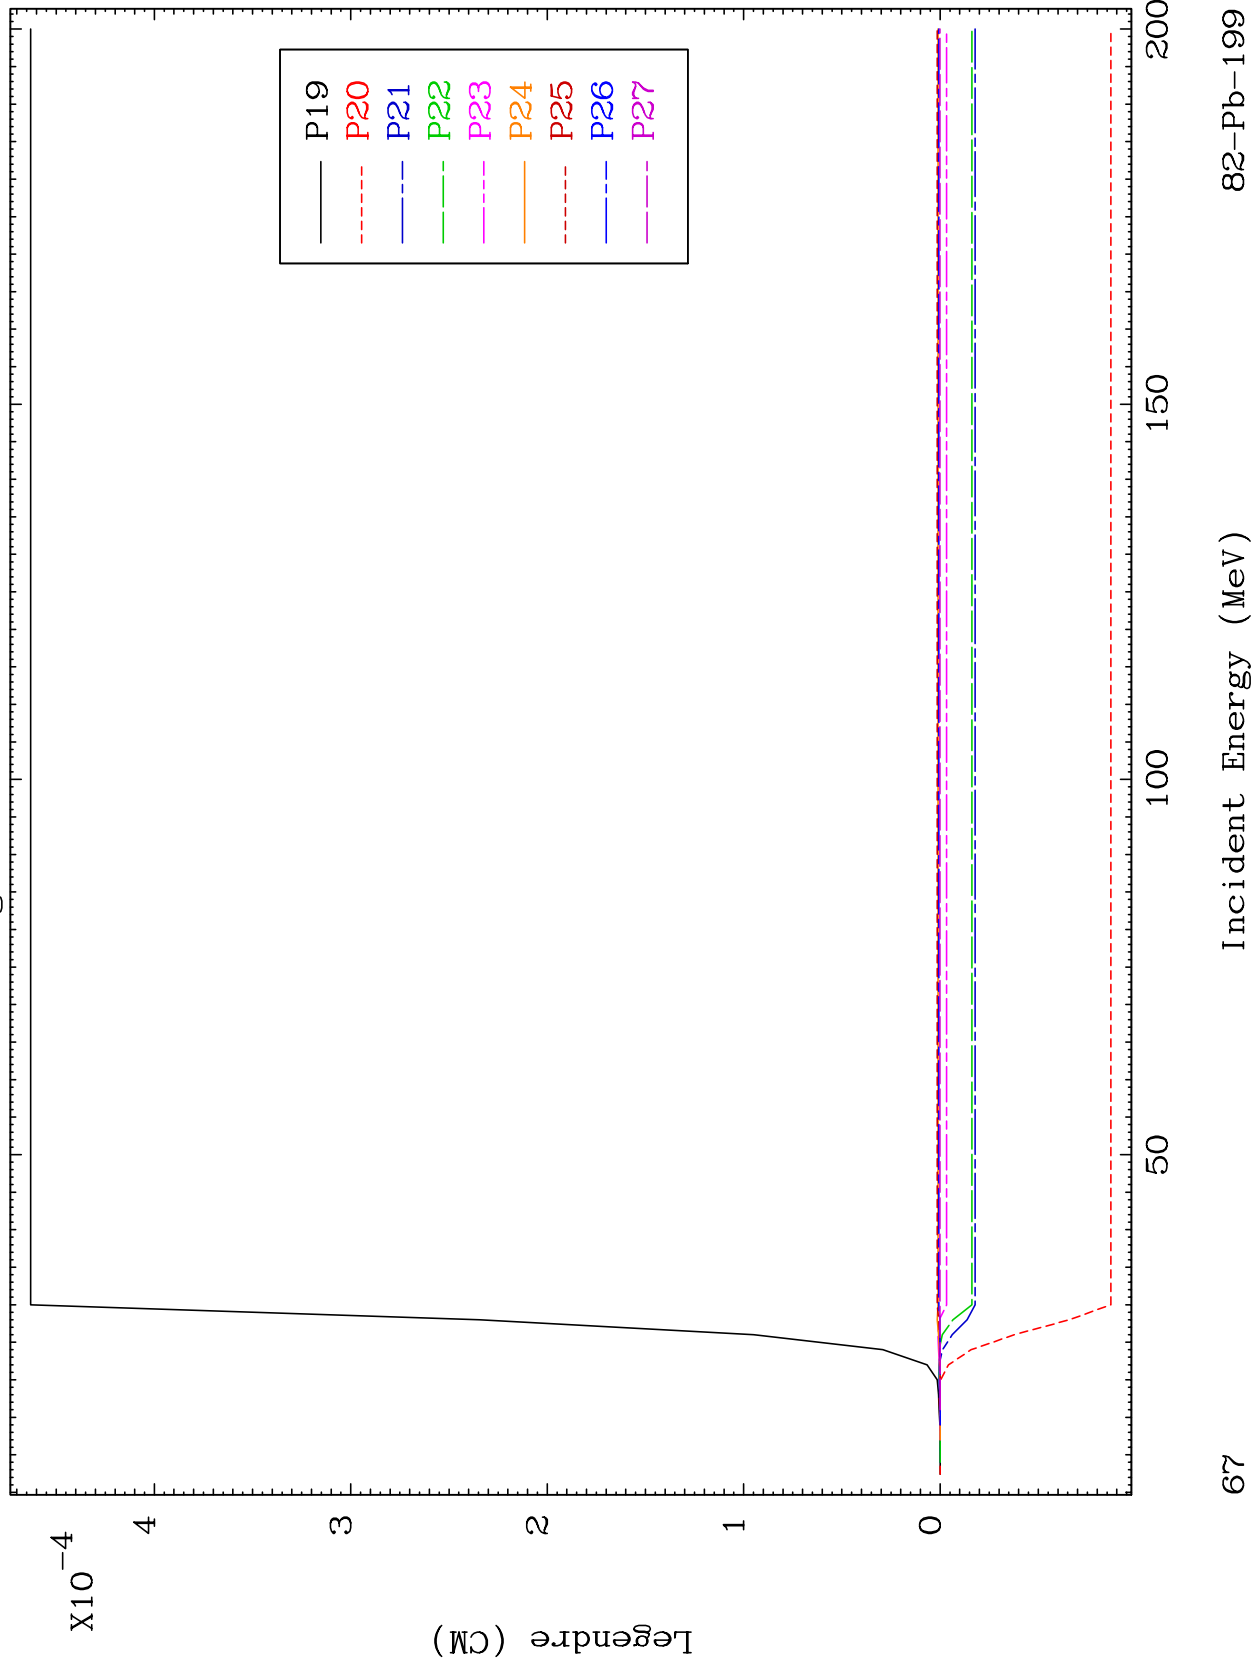 X10⁻⁴
Legendre (CM)
4
3
2
1
0
P19
P20
P21
P22
P23
P24
P25
P26
P27
50
100
150
200
67
Incident Energy (MeV)
82-Pb-199